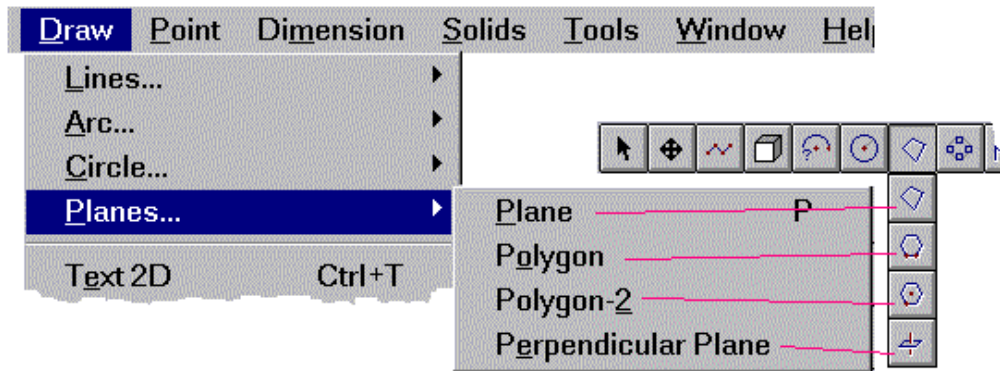 Draw Point Dimension Solids Tools Window Hel
Lines...
Arc...
Circle...
Planes...
Text 2D Ctrl+T
Plane P
Polygon
Polygon-2
Perpendicular Plane
?